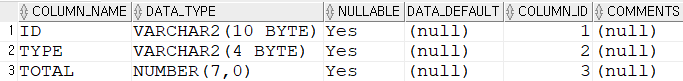 COLUMN_NAME DATA_TYPE NULLABLE DATA_DEFAULT COLUMN_ID COMMENTS
1 ID VARCHAR2(10 BYTE) Yes (null) 1 (null)
2 TYPE VARCHAR2(4 BYTE) Yes (null) 2 (null)
3 TOTAL NUMBER(7,0) Yes (null) 3 (null)